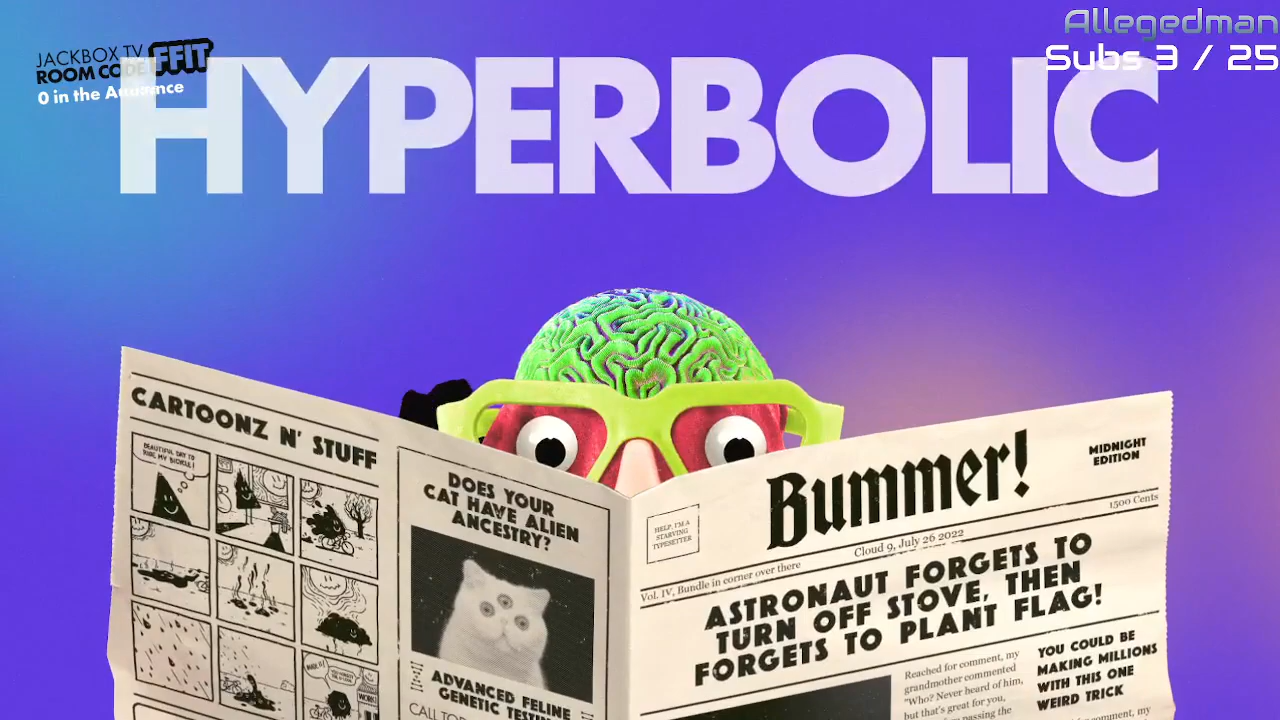 Allegedman
Subs 3 / 25
JACKBOX TV
ROOM CODE FFIT
0 in the Audience
HYPERBOLIC
CARTOONZ N' STUFF
BEAUTIFUL DAY TO
RIDE MY BICYCLE!
DOES YOUR
CAT HAVE ALIEN
ANCESTRY?
ADVANCED FELINE
GENETIC
Bummer!
MIDNIGHT
EDITION
1500 Cents
HELP, I'M A
STARVING
TYPESETTER
Cloud 9, July 26 2022
Vol. IV, Bundle in corner over there
ASTRONAUT FORGETS TO
TURN OFF STOVE, THEN
FORGETS TO PLANT FLAG!
Reached for comment, my
grandmother commented
"Who? Never heard of him,
but that's great for you,
passing the
YOU COULD BE
MAKING MILLIONS
WITH THIS ONE
WEIRD TRICK
comment, my